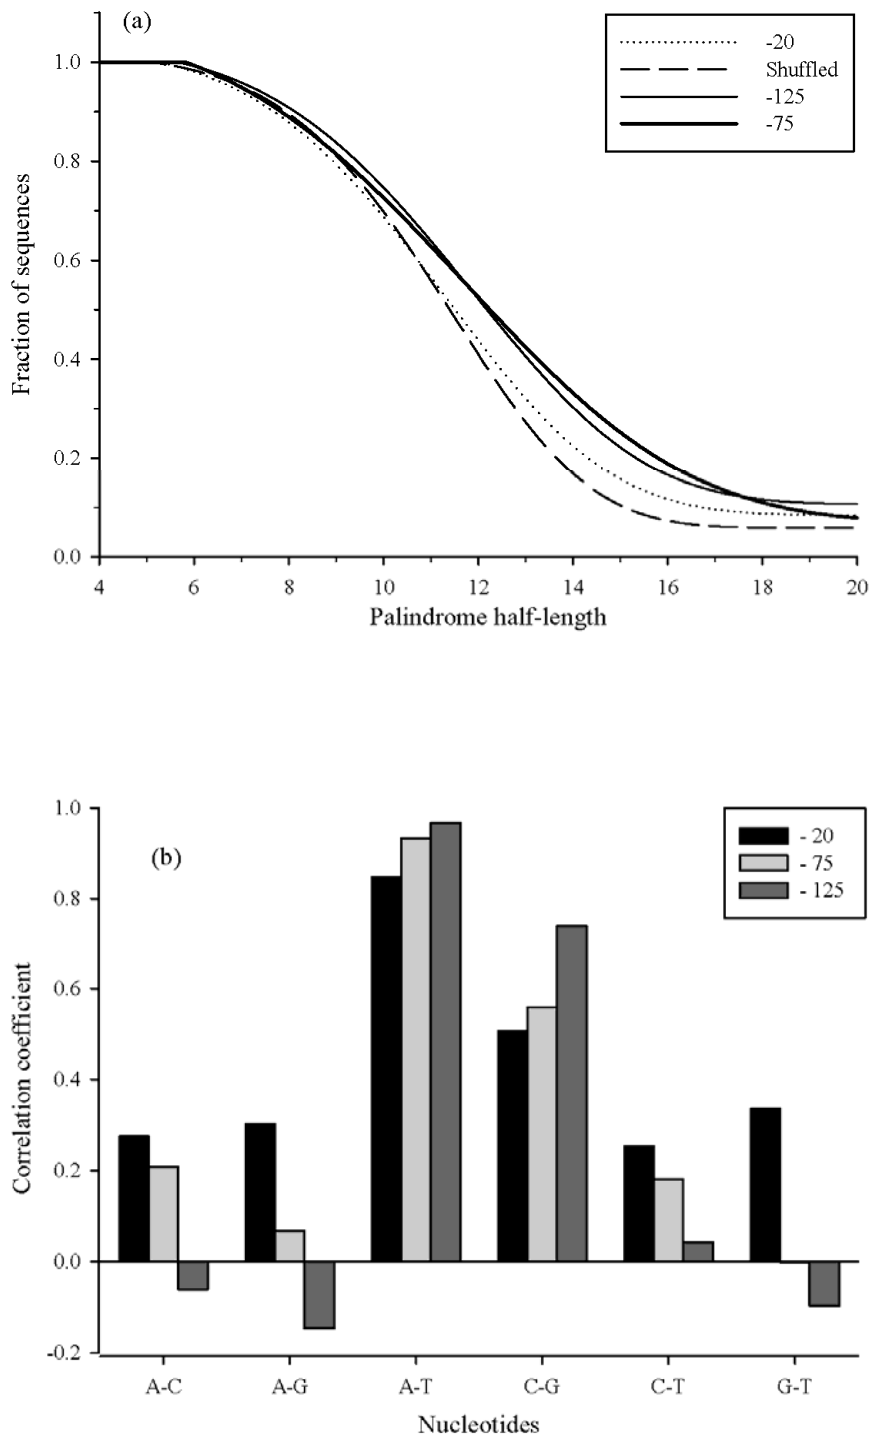 (a)
-20
Shuffled
-125
-75
1.0
0.8
0.6
0.4
0.2
0.0
Fraction of sequences
4 6 8 10 12 14 16 18 20
Palindrome half-length
(b)
- 20
- 75
- 125
1.0
0.8
0.6
0.4
0.2
0.0
-0.2
Correlation coefficient
A-C A-G A-T C-G C-T G-T
Nucleotides